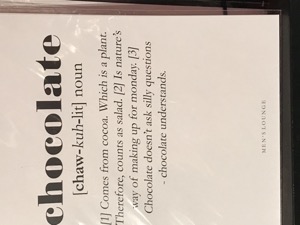 chocolate
[chaw-kuh-lit] noun
[1] Comes from cocoa. Which is a plant.
Therefore, counts as salad. [2] Is nature's
way of making up for monday. [3]
Chocolate doesn't ask silly questions
- chocolate understands.
MEN'S LOUNGE